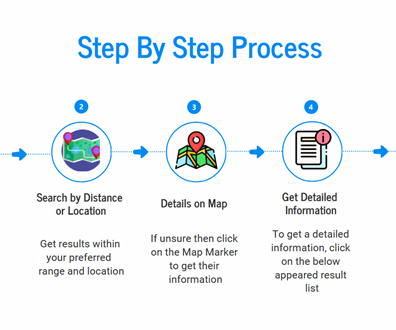 Step By Step Process
2
3
4
Search by Distance
or Location
Details on Map
Get Detailed
Information
Get results within
your preferred
range and location
If unsure then click
on the Map Marker
to get their
information
To get a detailed
information, click
on the below
appeared result
list